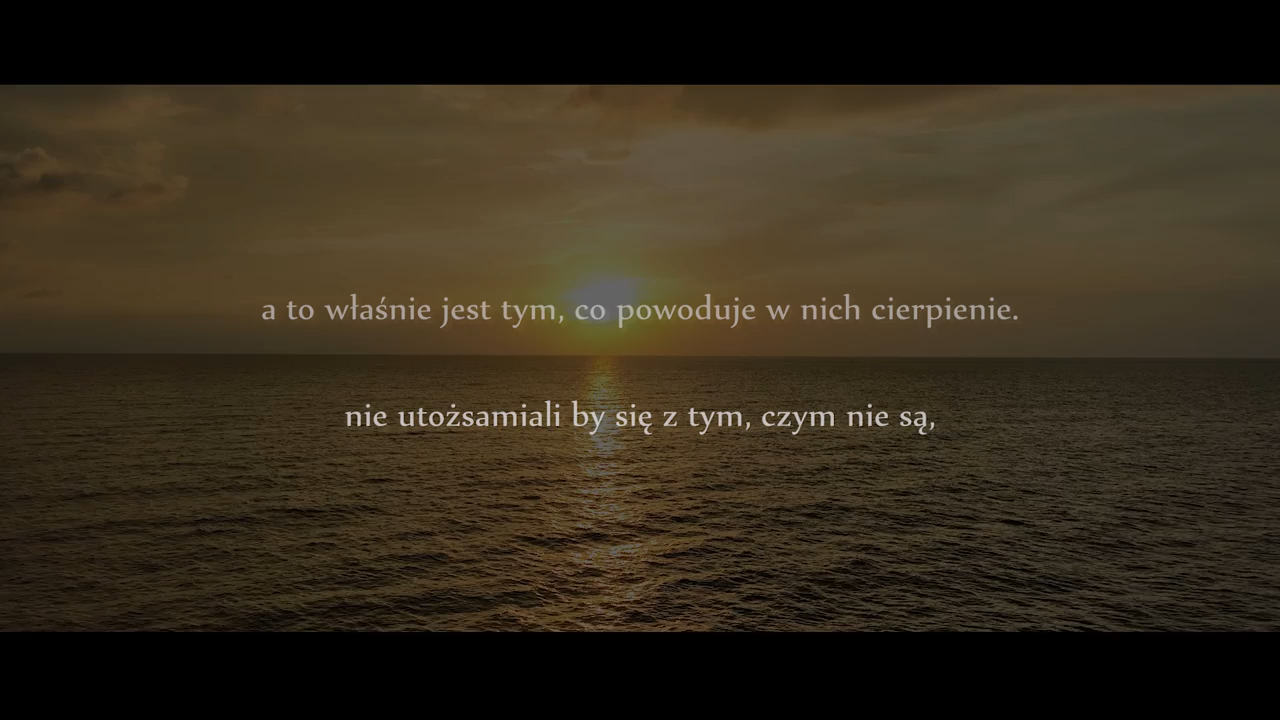 a to właśnie jest tym, co powoduje w nich cierpienie.
nie utożsamiali by się z tym, czym nie są,